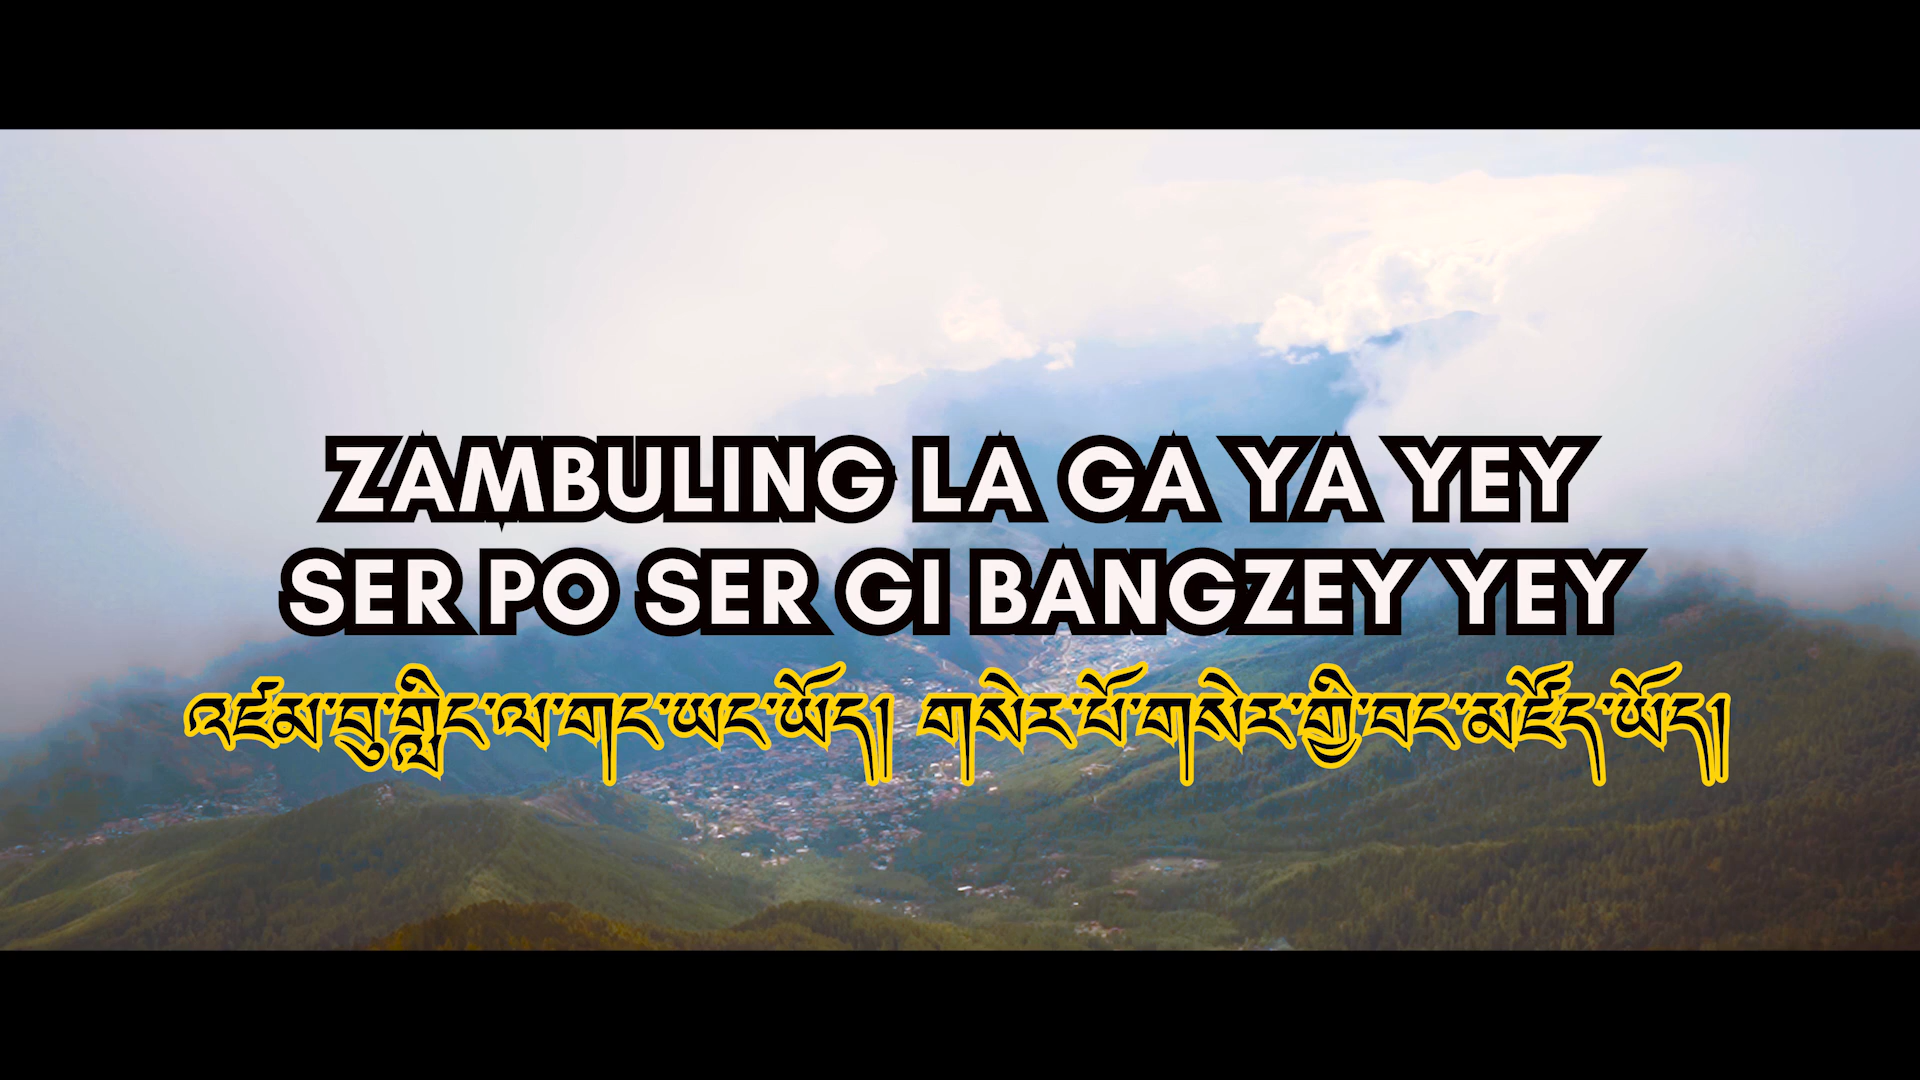 ZAMBULING LA GA YA YEY
SER PO SER GI BANGZEY YEY
འཛམ་བུ་གླིང་ལ་གང་ཡང་ཡོད། གསེར་པོ་གསེར་གྱི་བང་མཛོད་ཡོད།